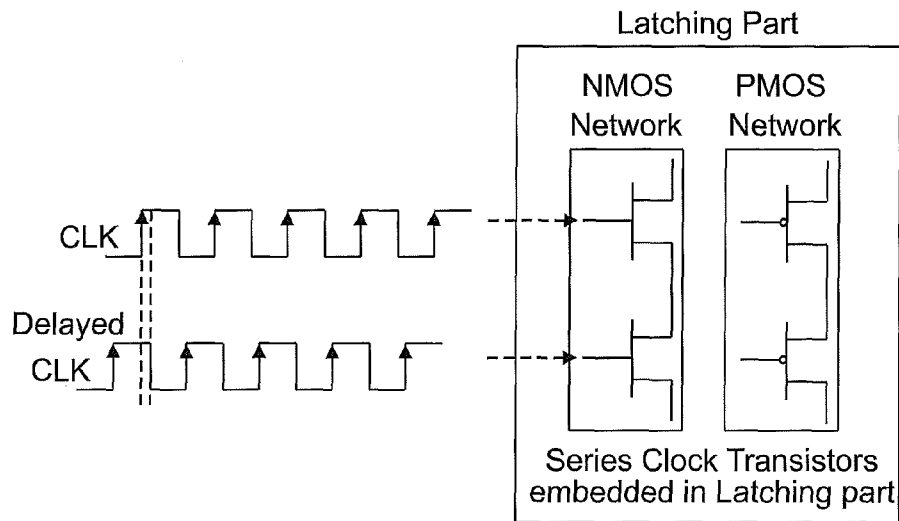 Latching Part
NMOS
Network
PMOS
Network
CLK
Delayed
CLK
Series Clock Transistors
embedded in Latching part